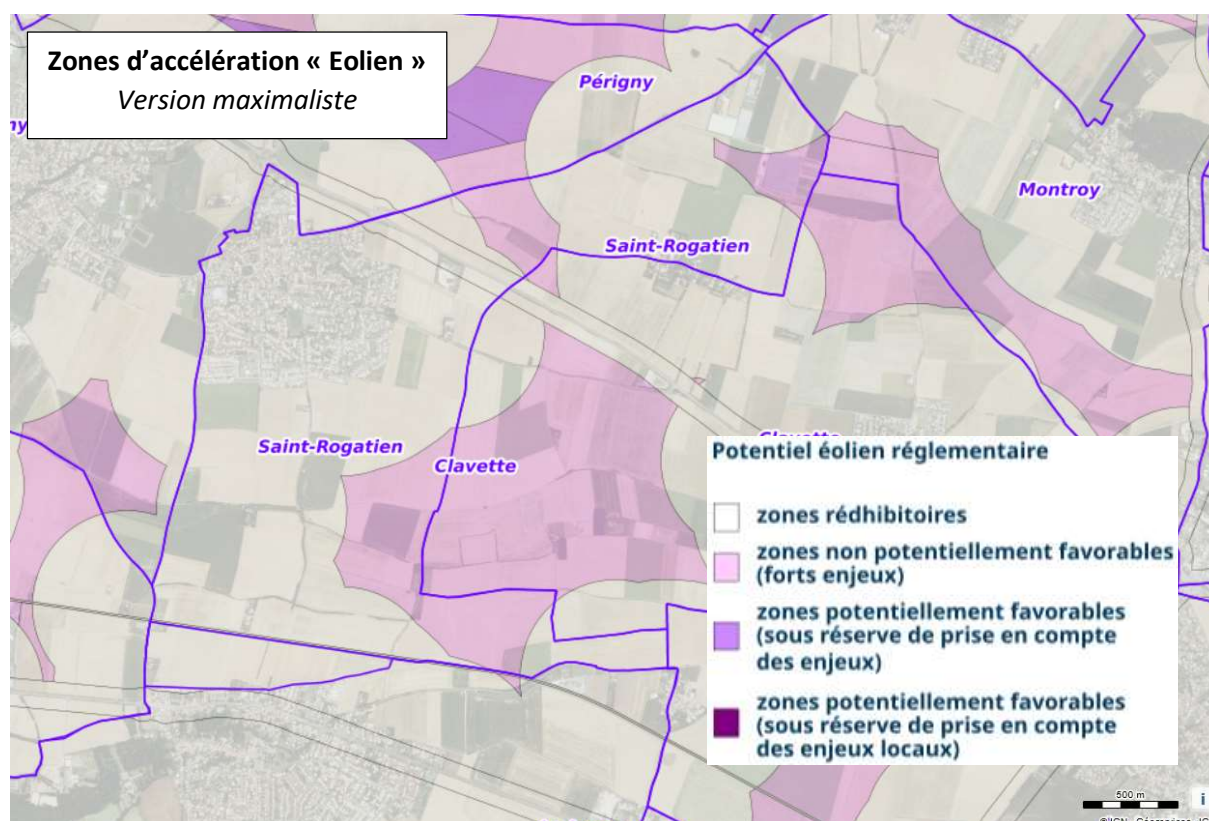 Zones d’accélération « Eolien »
Version maximaliste
Périgny
ny
Montroy
Saint-Rogatien
Saint-Rogatien
Clavette
Potentiel éolien réglementaire
zones rédhibitoires
zones non potentiellement favorables
(forts enjeux)
zones potentiellement favorables
(sous réserve de prise en compte
des enjeux)
zones potentiellement favorables
(sous réserve de prise en compte
des enjeux locaux)
500 m
i